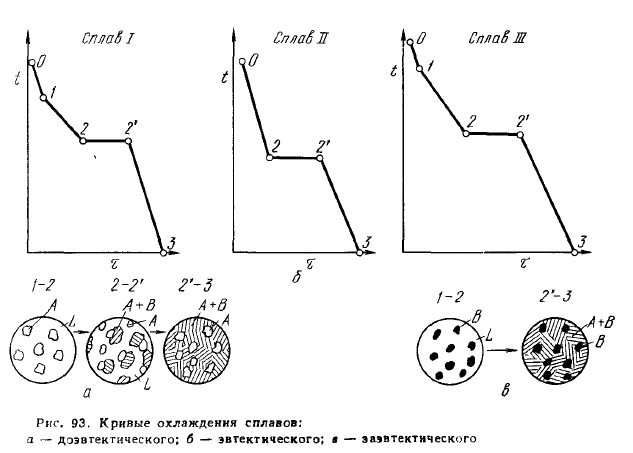 Сплав I
Сплав II
Сплав III
t
0
1
2
2'
3
τ
t
0
2
2'
3
τ
б
t
0
1
2
2'
3
τ
1-2
2-2'
2'-3
A
L
A+B
A
L
A+B
A
а
1-2
2'-3
B
L
A+B
B
в
Рис. 93. Кривые охлаждения сплавов:
а — доэвтектического; б — эвтектического; в — заэвтектического